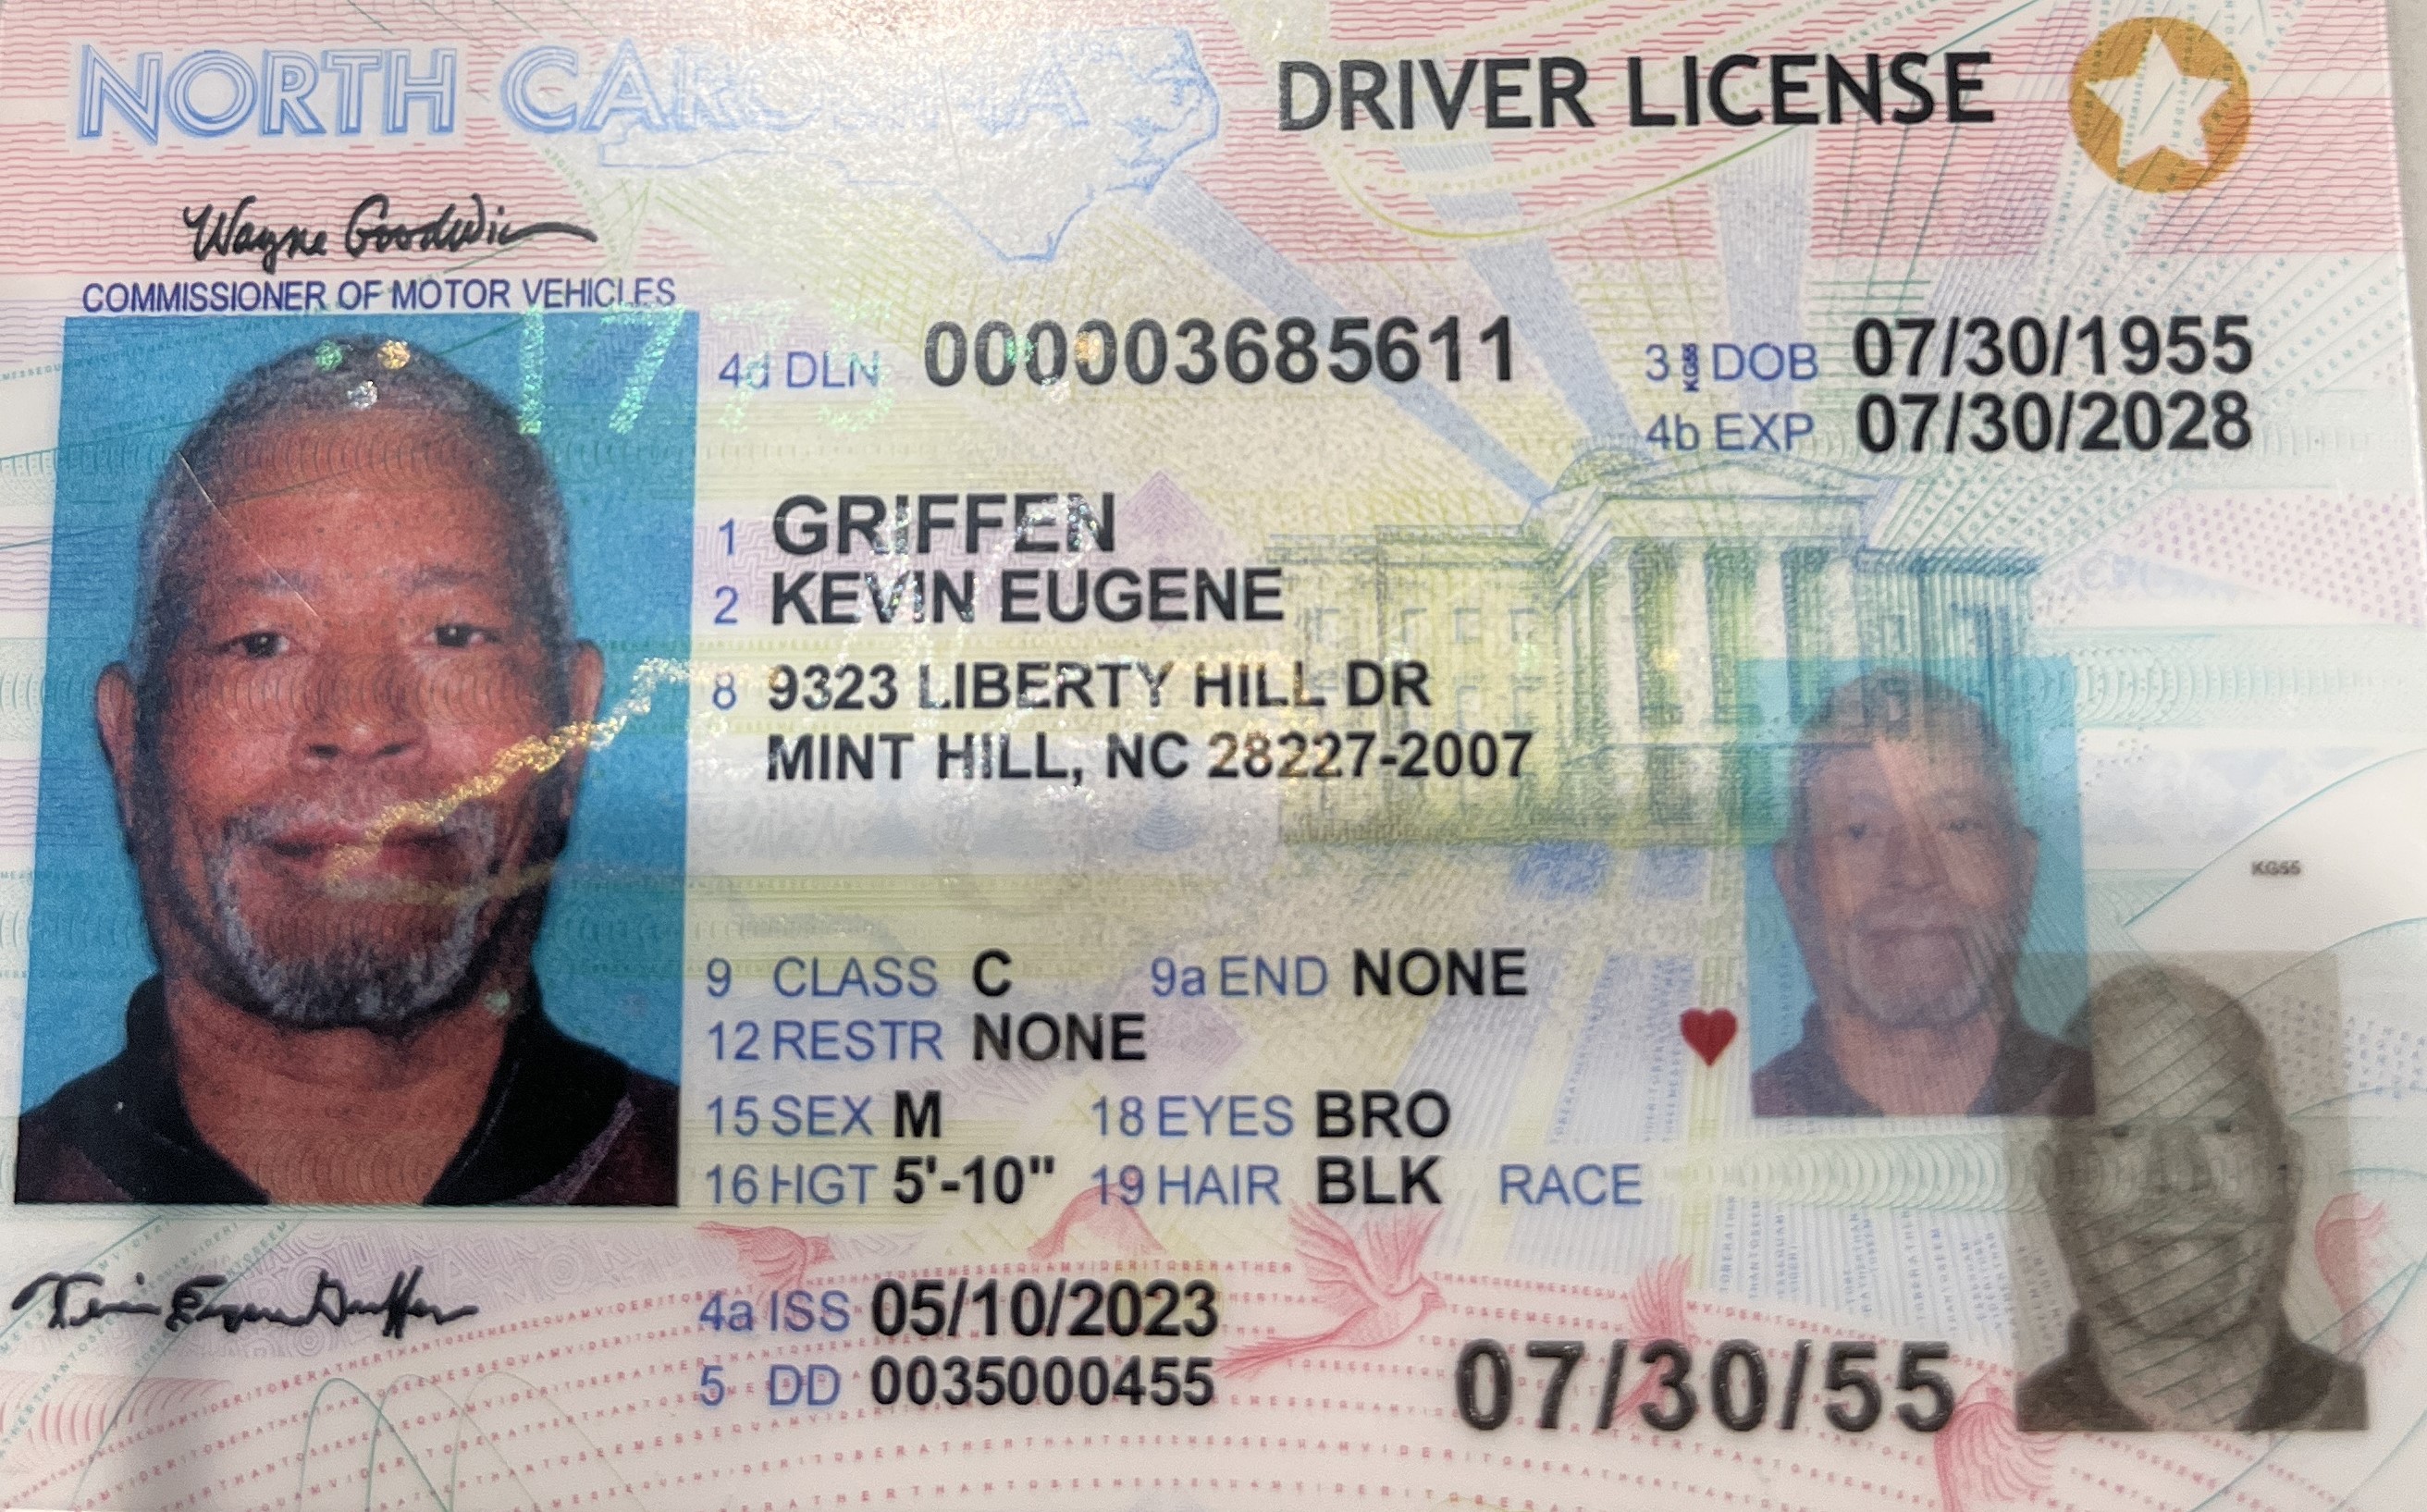 NORTH CAROLINA
DRIVER LICENSE
Wayne Goodwin
COMMISSIONER OF MOTOR VEHICLES
1775
4d DLN 000003685611
3 DOB 07/30/1955
4b EXP 07/30/2028
1 GRIFFEN
2 KEVIN EUGENE
8 9323 LIBERTY HILL DR
MINT HILL, NC 28227-2007
KG55
9 CLASS C 9a END NONE
12 RESTR NONE
15 SEX M 18 EYES BRO
16 HGT 5'-10" 19 HAIR BLK RACE
Kevin Eugene Griffen
4a ISS 05/10/2023
5 DD 0035000455
07/30/55